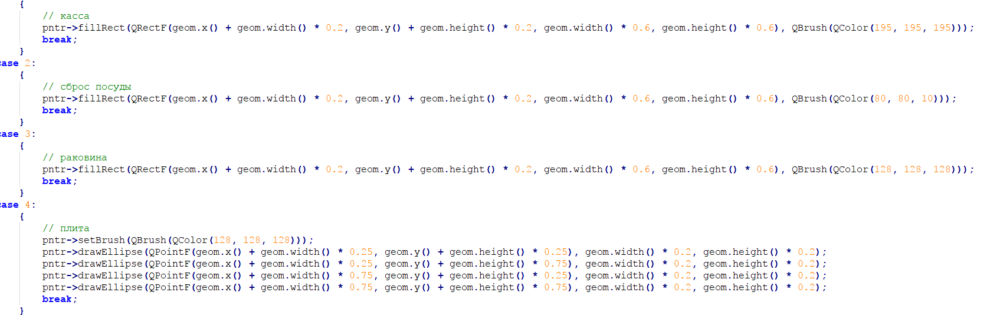 {
// касса
pntr->fillRect(QRectF(geom.x() + geom.width() * 0.2, geom.y() + geom.height() * 0.2, geom.width() * 0.6, geom.height() * 0.6), QBrush(QColor(195, 195, 195)));
break;
}
case 2:
{
// сброс посуды
pntr->fillRect(QRectF(geom.x() + geom.width() * 0.2, geom.y() + geom.height() * 0.2, geom.width() * 0.6, geom.height() * 0.6), QBrush(QColor(80, 80, 10)));
break;
}
case 3:
{
// раковина
pntr->fillRect(QRectF(geom.x() + geom.width() * 0.2, geom.y() + geom.height() * 0.2, geom.width() * 0.6, geom.height() * 0.6), QBrush(QColor(128, 128, 128)));
break;
}
case 4:
{
// плита
pntr->setBrush(QBrush(QColor(128, 128, 128)));
pntr->drawEllipse(QPointF(geom.x() + geom.width() * 0.25, geom.y() + geom.height() * 0.25), geom.width() * 0.2, geom.height() * 0.2);
pntr->drawEllipse(QPointF(geom.x() + geom.width() * 0.25, geom.y() + geom.height() * 0.75), geom.width() * 0.2, geom.height() * 0.2);
pntr->drawEllipse(QPointF(geom.x() + geom.width() * 0.75, geom.y() + geom.height() * 0.25), geom.width() * 0.2, geom.height() * 0.2);
pntr->drawEllipse(QPointF(geom.x() + geom.width() * 0.75, geom.y() + geom.height() * 0.75), geom.width() * 0.2, geom.height() * 0.2);
break;
}